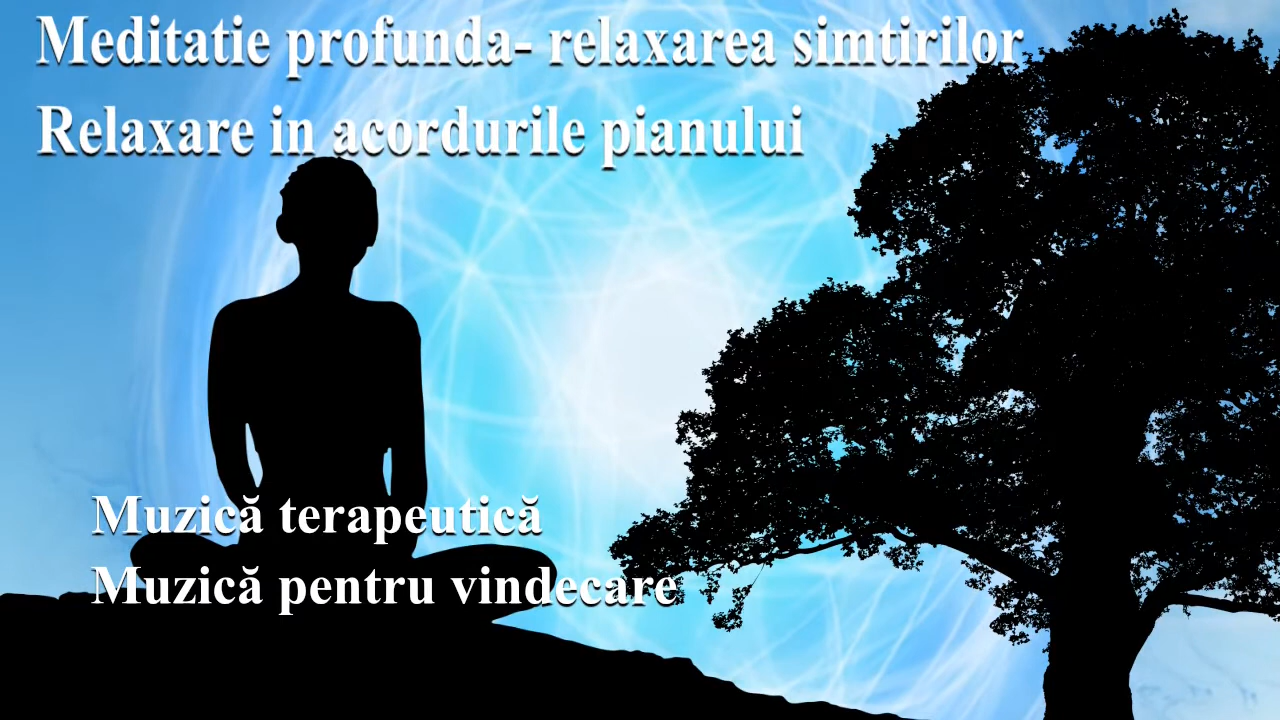 Meditatie profunda- relaxarea simtirilor
Relaxare in acordurile pianului
Muzică terapeutică
Muzică pentru vindecare